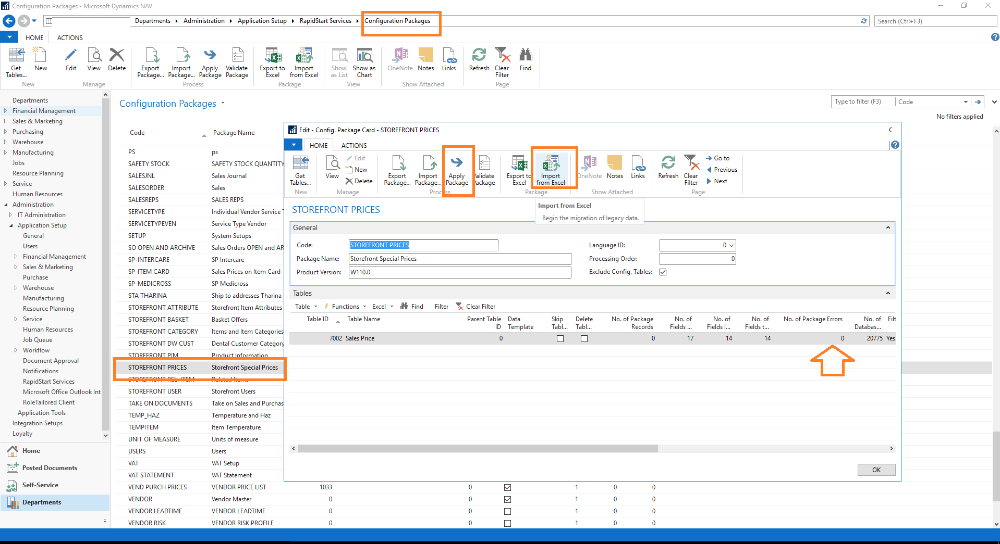 Configuration Packages - Microsoft Dynamics NAV
Departments Administration Application Setup RapidStart Services Configuration Packages
Search (Ctrl+F3)
HOME ACTIONS
Get Tables... New Edit View Delete Export Package... Import Package... Apply Package Validate Package Export to Excel Import from Excel Show as List Show as Chart OneNote Notes Links Refresh Clear Filter Find
New Manage Process Package View Show Attached Page
Departments
Financial Management
Sales & Marketing
Purchasing
Warehouse
Manufacturing
Jobs
Resource Planning
Service
Human Resources
Administration
IT Administration
Application Setup
General
Users
Financial Management
Sales & Marketing
Purchase
Warehouse
Manufacturing
Resource Planning
Service
Human Resources
Job Queue
Workflow
Document Approval
Notifications
RapidStart Services
Microsoft Office Outlook Int
RoleTailored Client
Application Tools
Integration Setups
Loyalty
Home
Posted Documents
Self-Service
Departments
Configuration Packages
Type to filter (F3) Code
No filters applied
Code Package Name
PS ps
SAFETY STOCK SAFETY STOCK QUANTITY
SALESJNL Sales Journal
SALESORDER Sales
SALESREPS SALES REPS
SERVICETYPE Individual Vendor Service T
SERVICETYPEVEN Service Type Vendor
SETUP System Setups
SO OPEN AND ARCHIVE Sales Orders OPEN and AR
SP-INTERCARE SP Intercare
SP-ITEM CARD Sales Prices on Item Card
SP-MEDICROSS SP Medicross
STA THARINA Ship to addresses Tharina
STOREFRONT ATTRIBUTE Storefront Item Attributes
STOREFRONT BASKET Basket Offers
STOREFRONT CATEGORY Items and Item Categories
STOREFRONT DW CUST Dental Customer Category
STOREFRONT PIM Product Information
STOREFRONT PRICES Storefront Special Prices
STOREFRONT REL ITEM Related Items
STOREFRONT USER Storefront Users
TAKE ON DOCUMENTS Take on Sales and Purchas
TEMP_HAZ Temperature and Haz
TEMPITEM Item Temperature
UNIT OF MEASURE Units of measure
USERS Users
VAT VAT Setup
VAT STATEMENT VAT Statement
VEND PURCH PRICES VENDOR PRICE LIST 1033 0 1 0 0
VENDOR Vendor Master 0 0 1 0 0
VENDOR LEADTIME VENDOR LEADTIME 0 0 1 0 0
VENDOR RISK VENDOR RISK PROFILE 0 0 1 0 0
Edit - Config. Package Card - STOREFRONT PRICES
HOME ACTIONS
Get Tables... View Edit New Delete Export Package... Import Package... Apply Package Validate Package Export to Excel Import from Excel OneNote Notes Links Refresh Clear Filter Go to Previous Next
New Manage Process Package Show Attached Page
Import from Excel
Begin the migration of legacy data.
STOREFRONT PRICES
General
Code: STOREFRONT PRICES Language ID: 0
Package Name: Storefront Special Prices Processing Order: 0
Product Version: W110.0 Exclude Config. Tables:
Tables
Table Functions Excel Find Filter Clear Filter
Table ID Table Name Parent Table ID Data Template Skip Tabl... Delete Tabl... No. of Package Records No. of Fields ... No. of Fields I... No. of Fields t... No. of Package Errors No. of Databas... Filt
7002 Sales Price 0 0 17 14 14 0 20775 Yes
OK